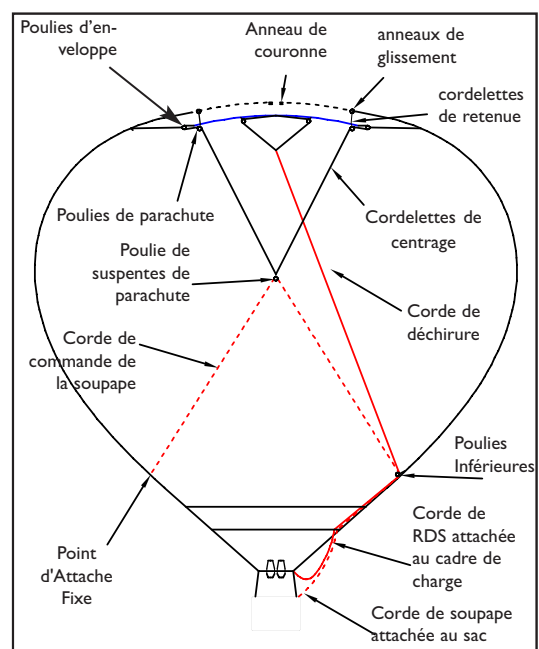 Poulies d'en-
veloppe
Anneau de
couronne
anneaux de
glissement
cordelettes
de retenue
Poulies de parachute
Cordelettes de
centrage
Poulie de
suspentes de
parachute
Corde de
déchirure
Corde de
commande de
la soupape
Poulies
Inférieures
Corde de
RDS attachée
au cadre de
charge
Point
d'Attache
Fixe
Corde de soupape
attachée au sac